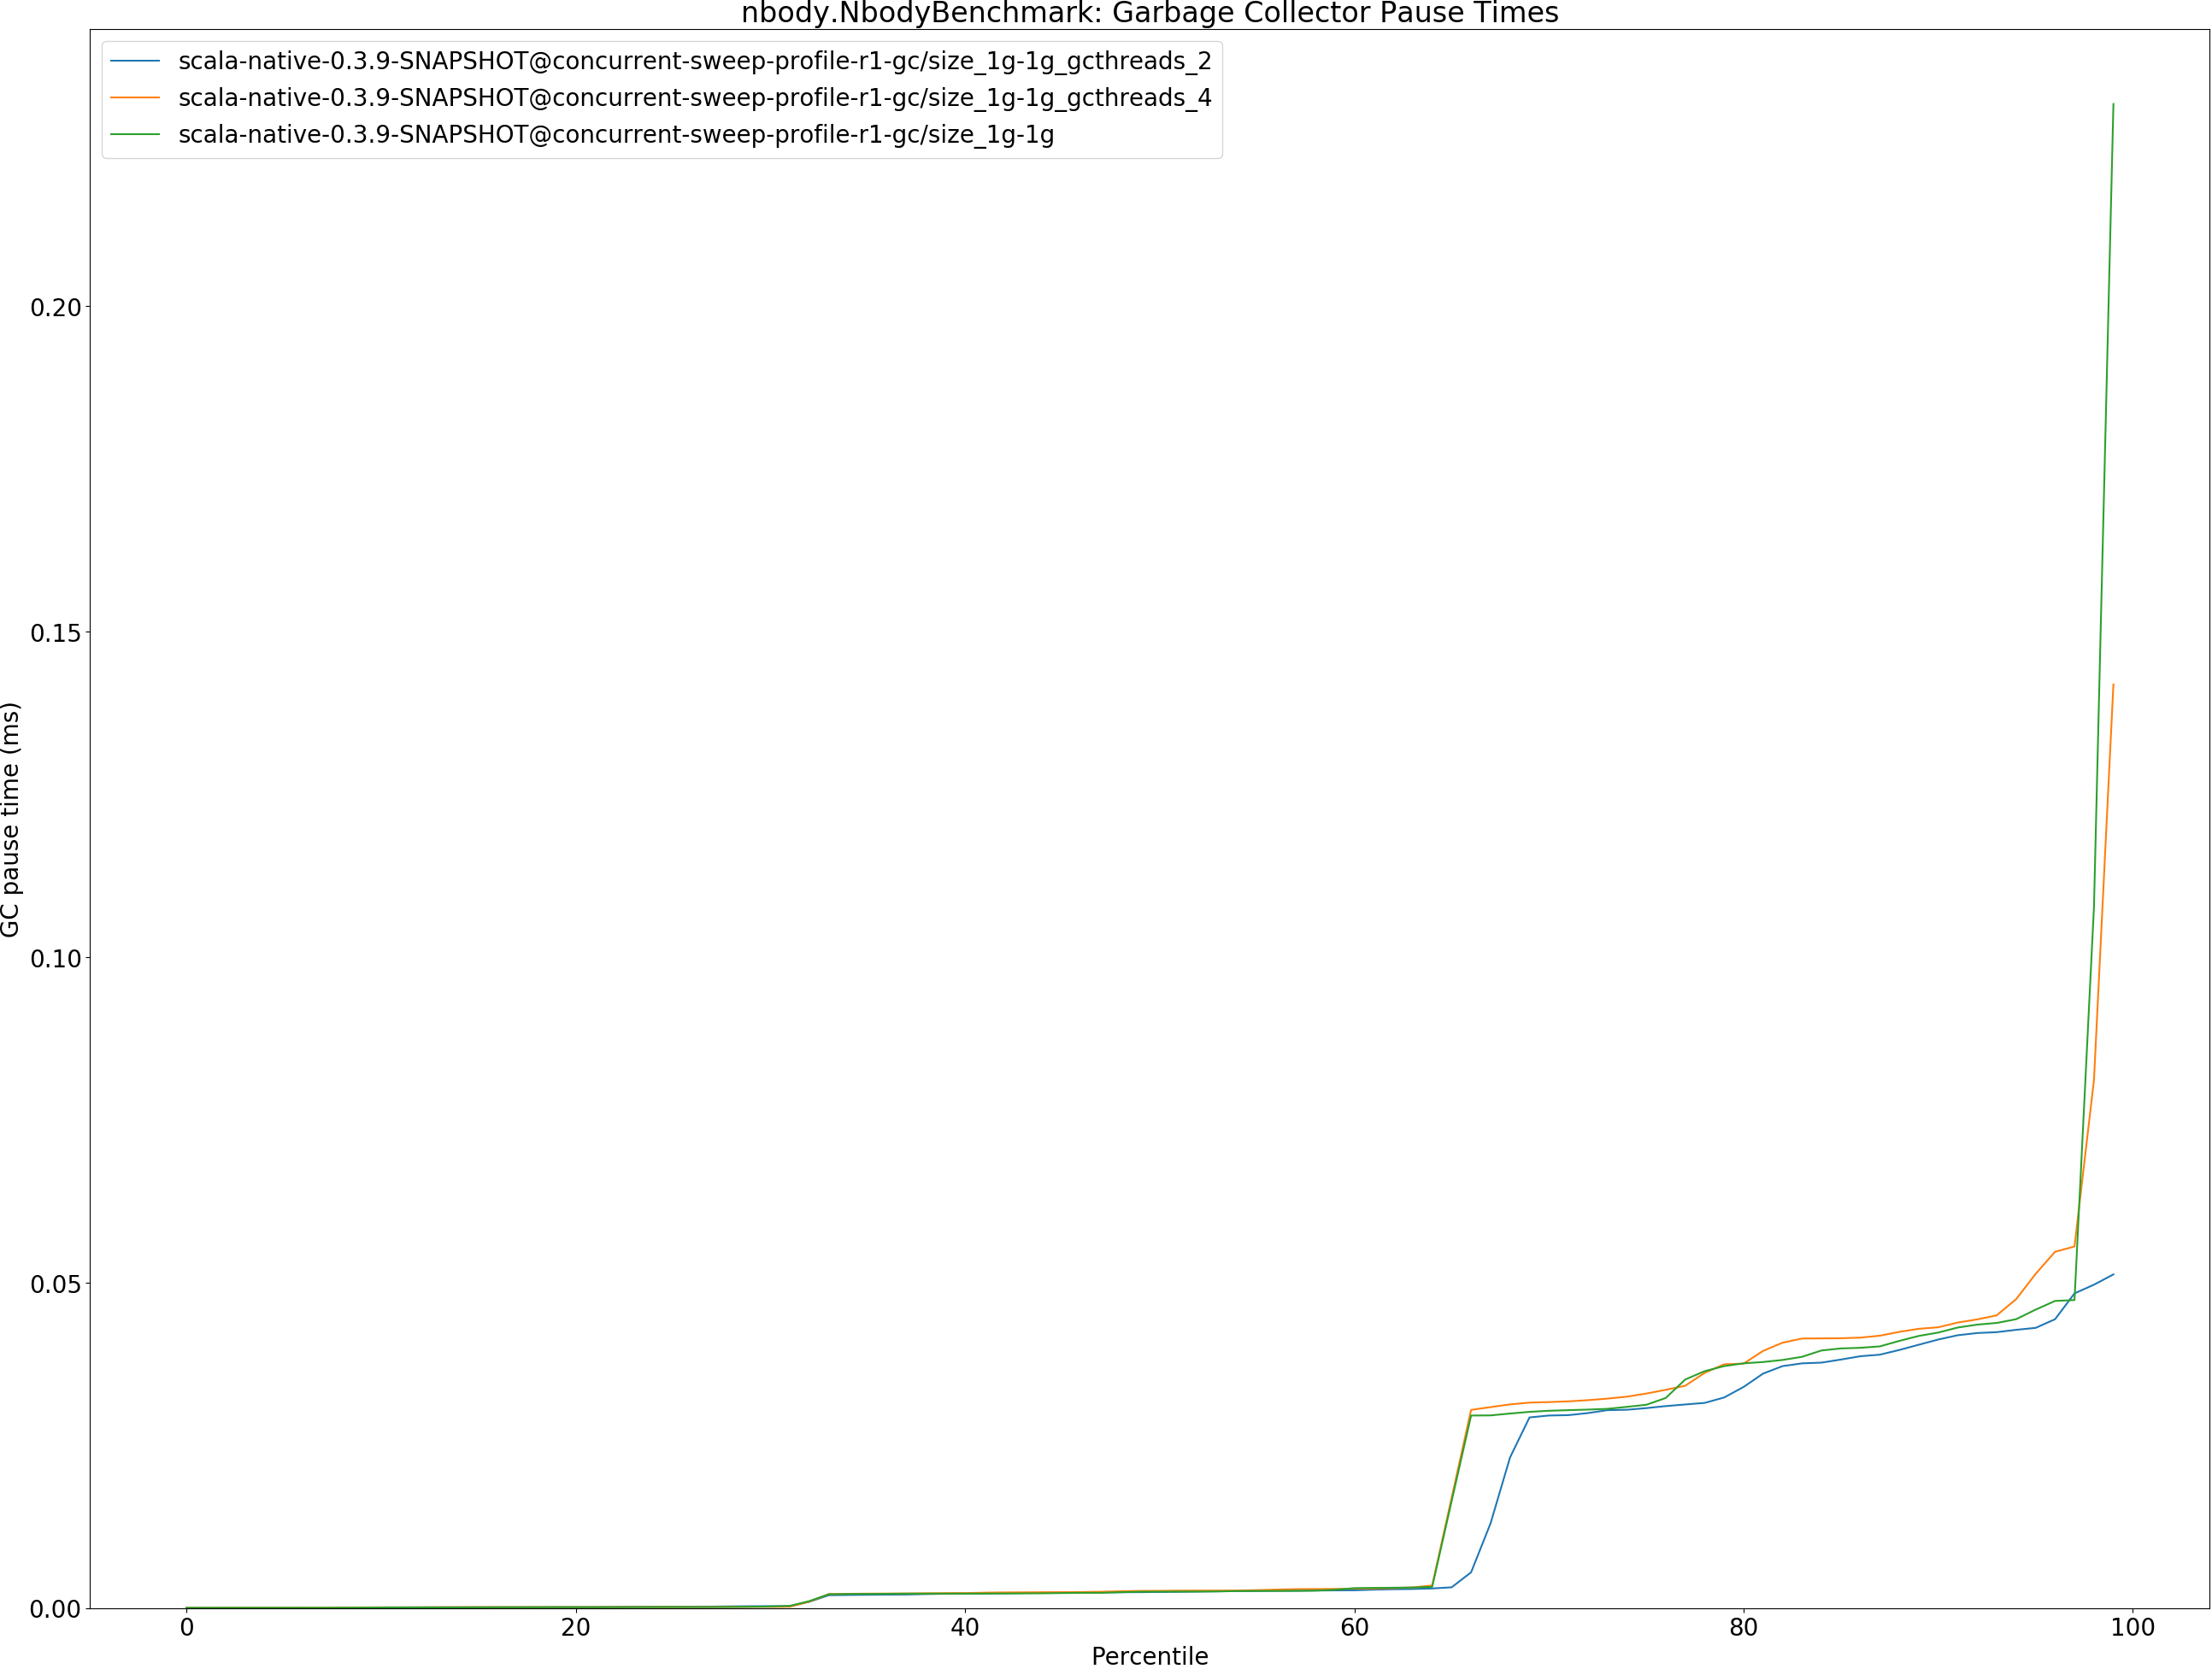 nbody.NbodyBenchmark: Garbage Collector Pause Times
scala-native-0.3.9-SNAPSHOT@concurrent-sweep-profile-r1-gc/size_1g-1g_gcthreads_2
scala-native-0.3.9-SNAPSHOT@concurrent-sweep-profile-r1-gc/size_1g-1g_gcthreads_4
scala-native-0.3.9-SNAPSHOT@concurrent-sweep-profile-r1-gc/size_1g-1g
GC pause time (ms)
0.20
0.15
0.10
0.05
0.00
0 20 40 60 80 100
Percentile